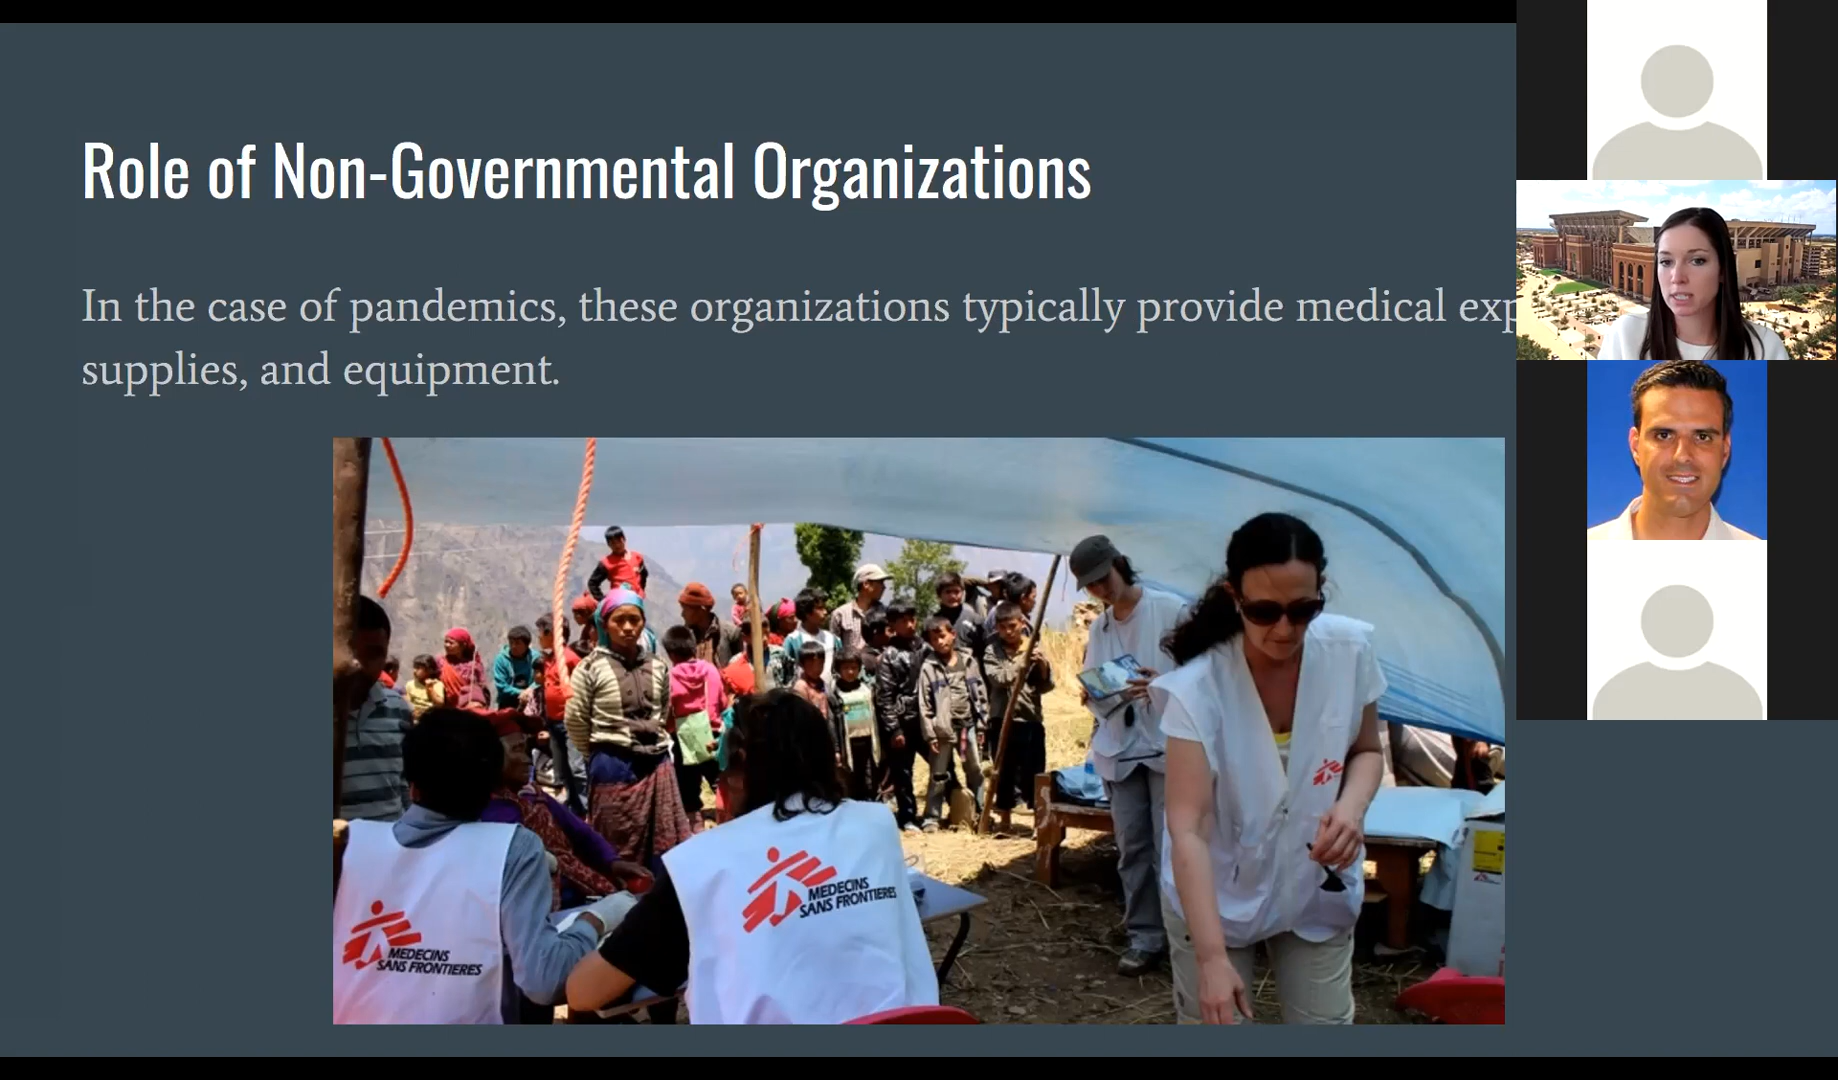 Role of Non-Governmental Organizations
In the case of pandemics, these organizations typically provide medical
supplies, and equipment.
MEDECINS
SANS FRONTIERES
MEDECINS
SANS FRONTIERES